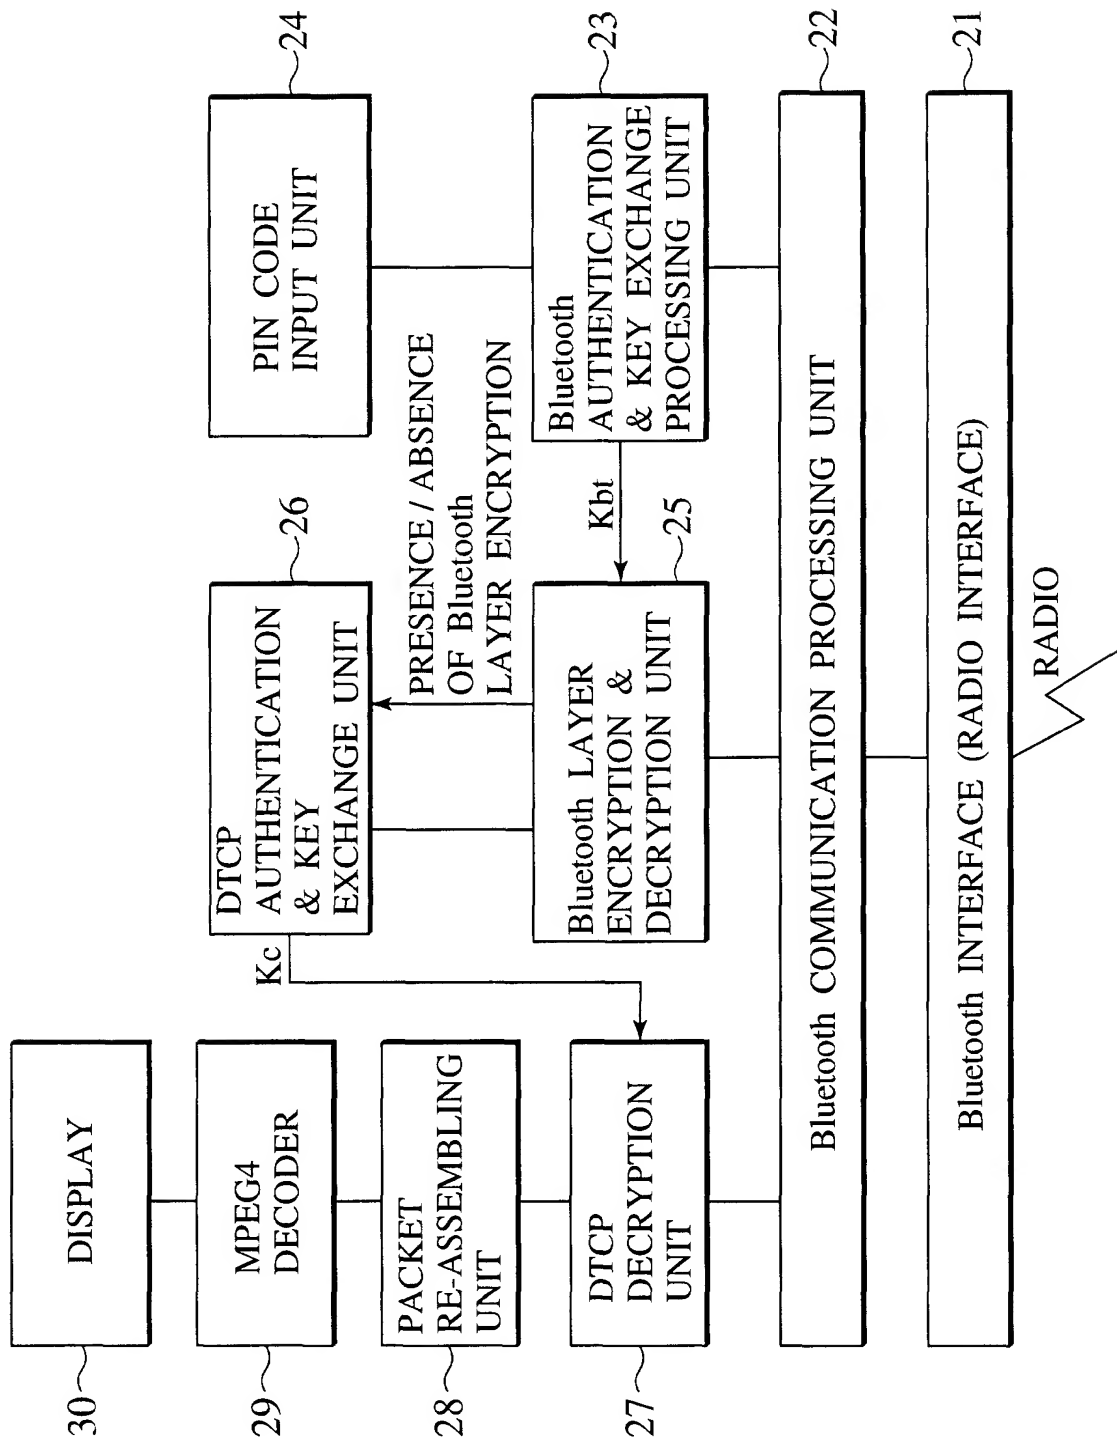 30
DISPLAY
29
MPEG4
DECODER
28
PACKET
RE-ASSEMBLING
UNIT
27
DTCP
DECRYPTION
UNIT
Kc
26
DTCP
AUTHENTICATION
& KEY
EXCHANGE UNIT
PRESENCE / ABSENCE
OF Bluetooth
LAYER ENCRYPTION
25
Bluetooth LAYER
ENCRYPTION &
DECRYPTION UNIT
Kbt
24
PIN CODE
INPUT UNIT
23
Bluetooth
AUTHENTICATION
& KEY EXCHANGE
PROCESSING UNIT
22
Bluetooth COMMUNICATION PROCESSING UNIT
21
Bluetooth INTERFACE (RADIO INTERFACE)
RADIO